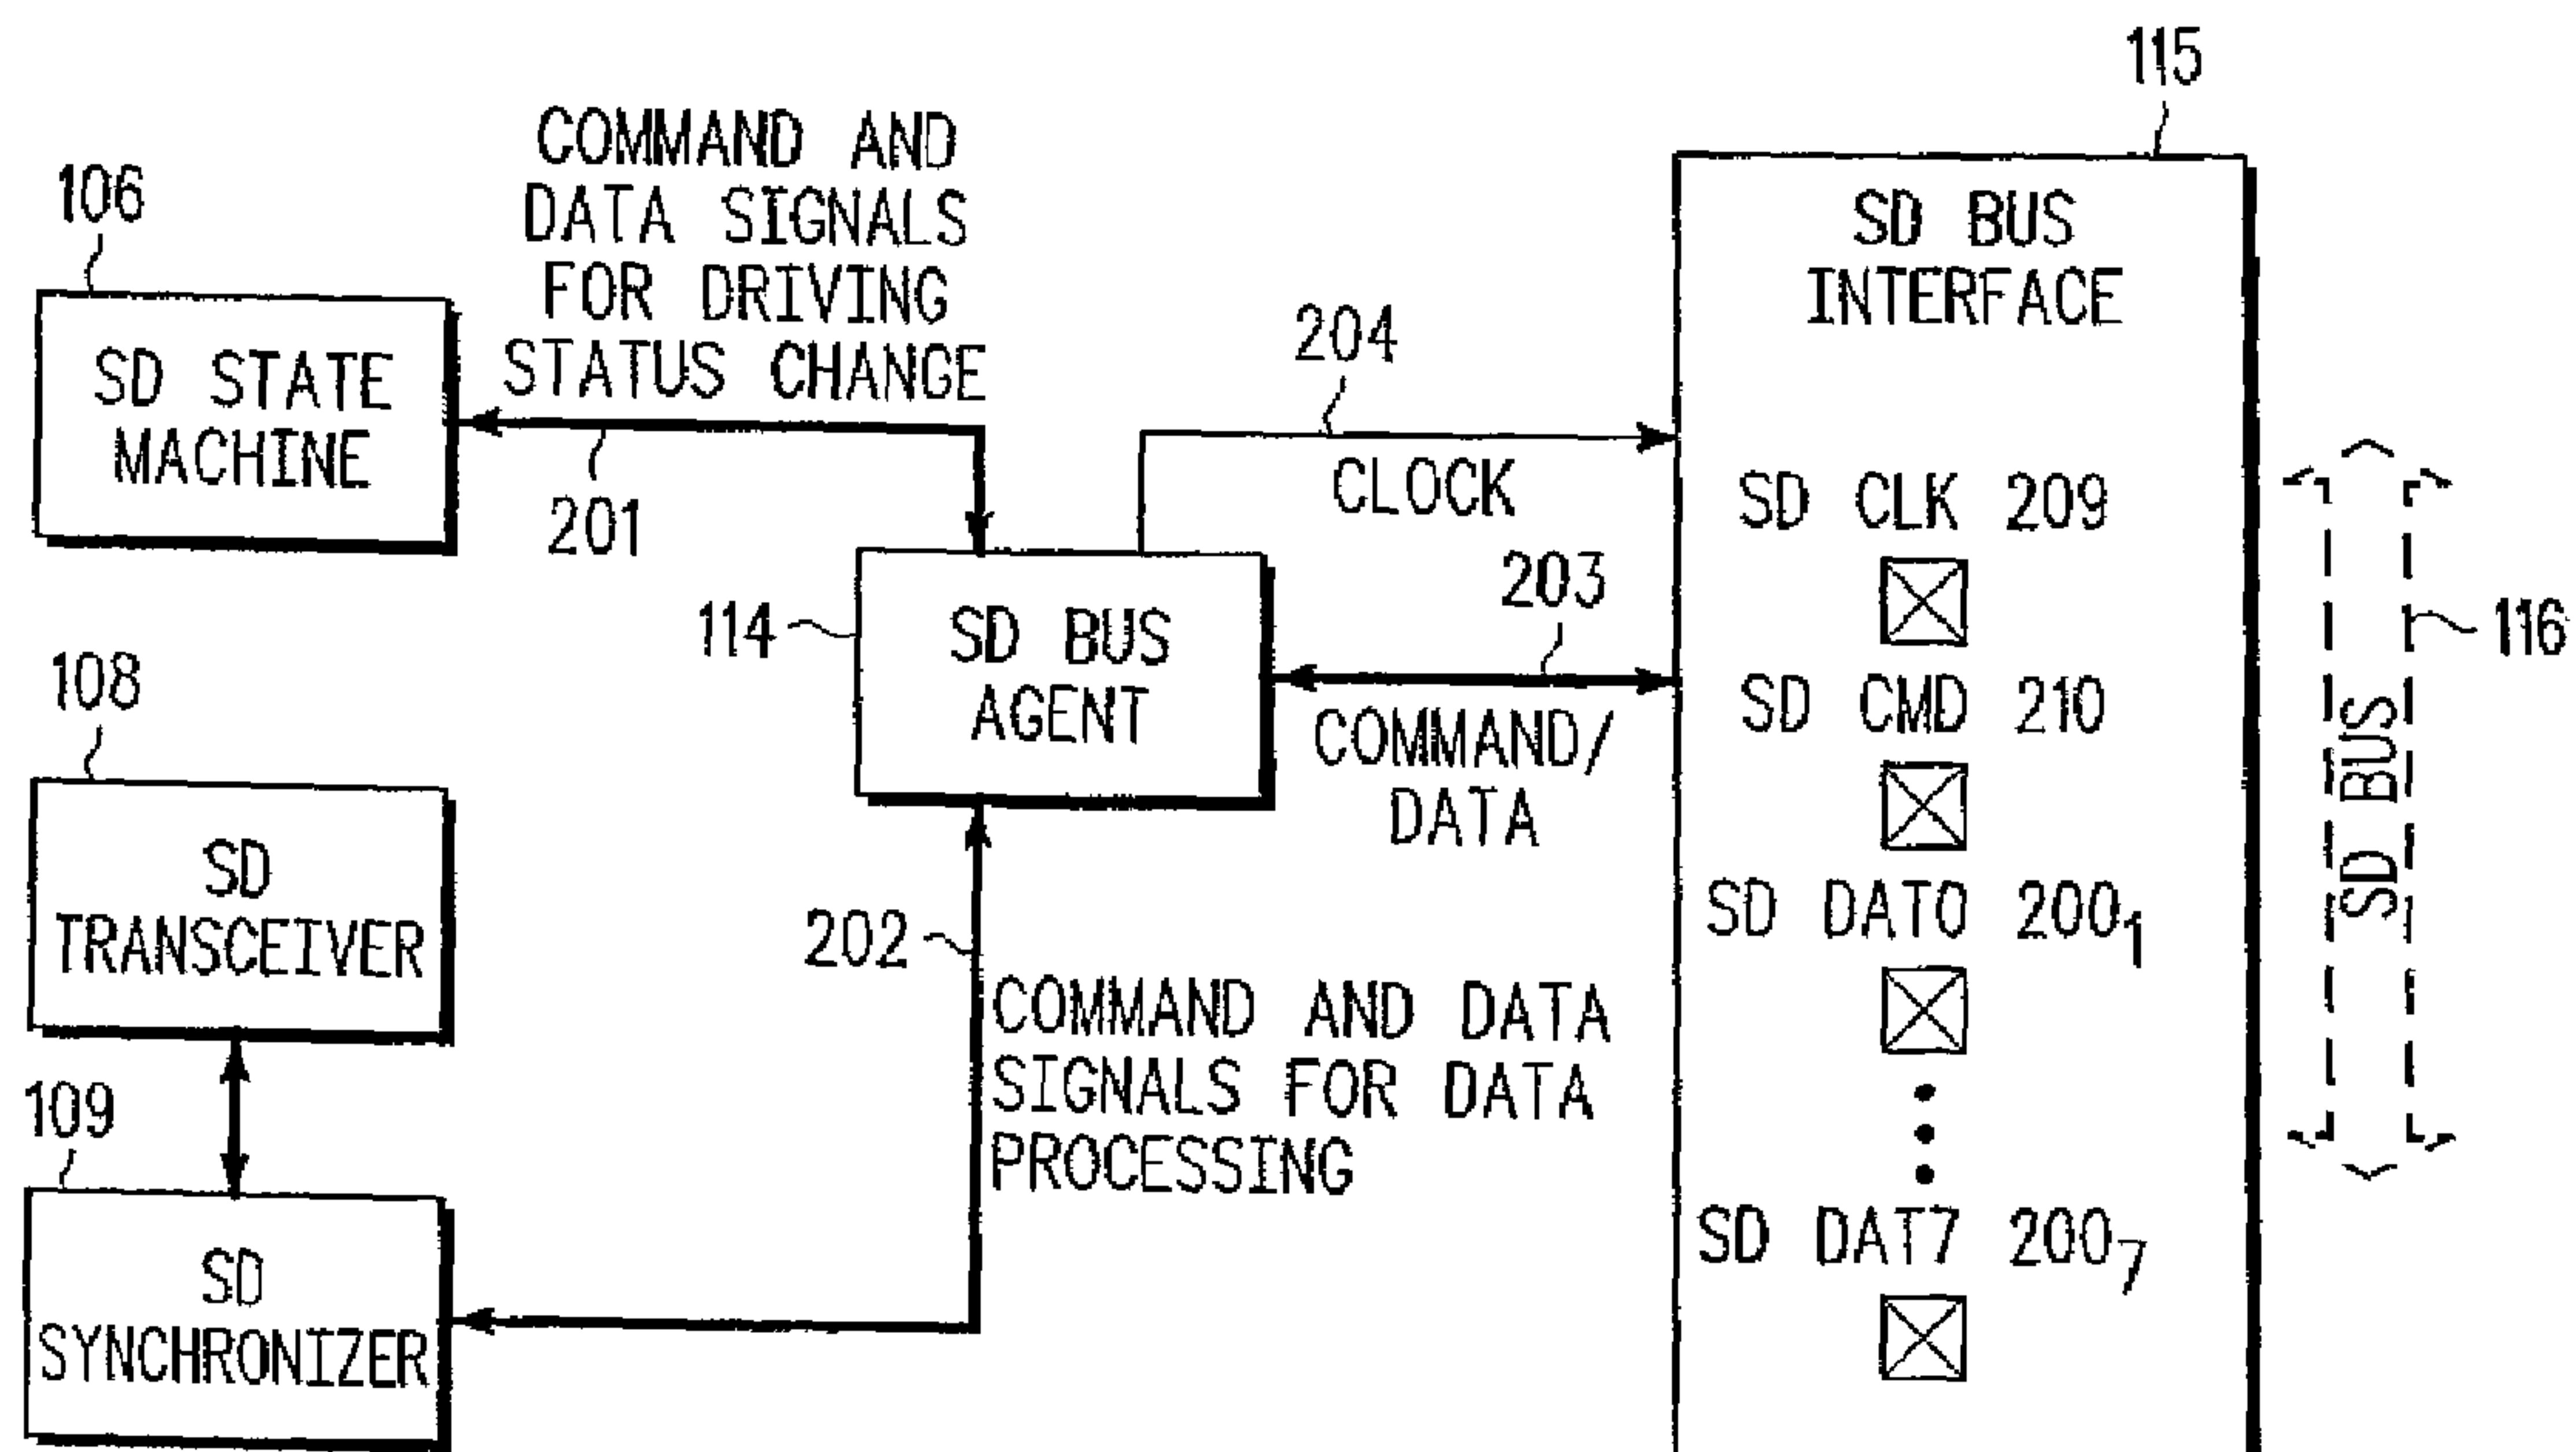 115
SD BUS
INTERFACE
COMMAND AND
DATA SIGNALS
FOR DRIVING
STATUS CHANGE
106
SD STATE
MACHINE
201
204
CLOCK
SD CLK 209
203
SD CMD 210
COMMAND/
DATA
114
SD BUS
AGENT
116
SD BUS
108
SD
TRANSCEIVER
202
COMMAND AND DATA
SIGNALS FOR DATA
PROCESSING
SD DAT0 200₁
SD DAT7 200₇
109
SD
SYNCHRONIZER